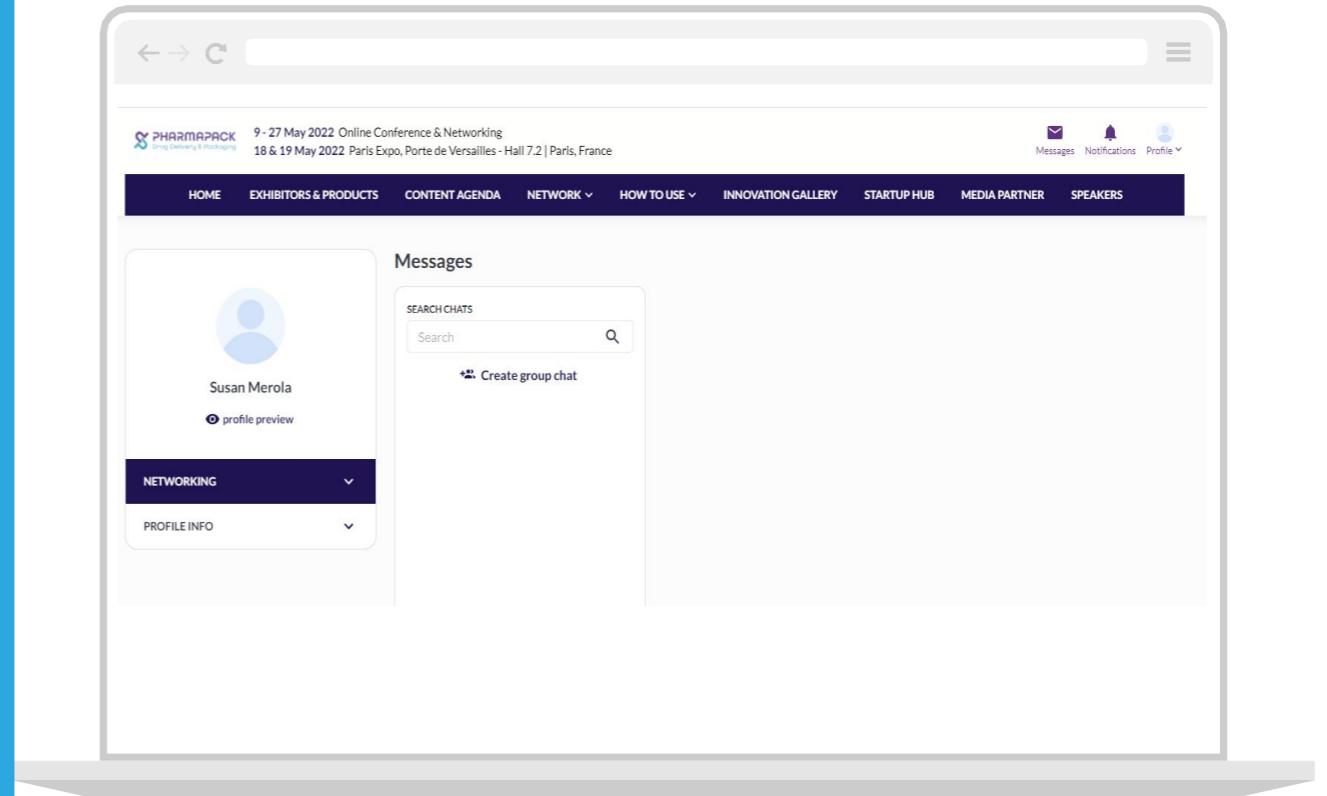 PHARMAPACK
Drug Delivery & Packaging
9 - 27 May 2022 Online Conference & Networking
18 & 19 May 2022 Paris Expo, Porte de Versailles - Hall 7.2 | Paris, France
Messages Notifications Profile
HOME EXHIBITORS & PRODUCTS CONTENT AGENDA NETWORK HOW TO USE INNOVATION GALLERY STARTUP HUB MEDIA PARTNER SPEAKERS
Susan Merola
profile preview
NETWORKING
PROFILE INFO
Messages
SEARCH CHATS
Search
Create group chat